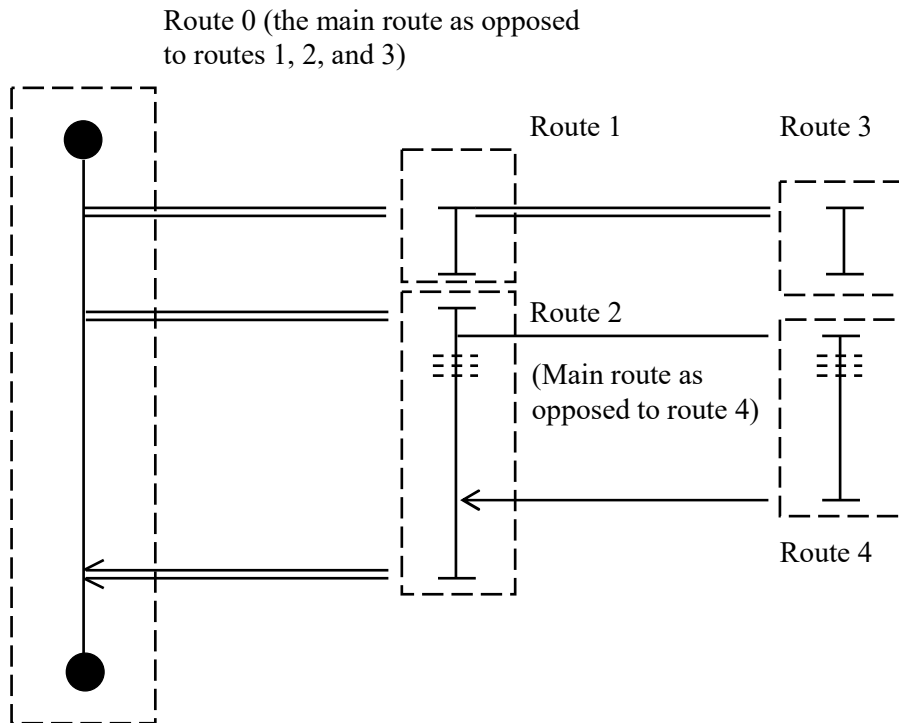 Route 0 (the main route as opposed
to routes 1, 2, and 3)
Route 1
Route 3
Route 2
(Main route as
opposed to route 4)
Route 4